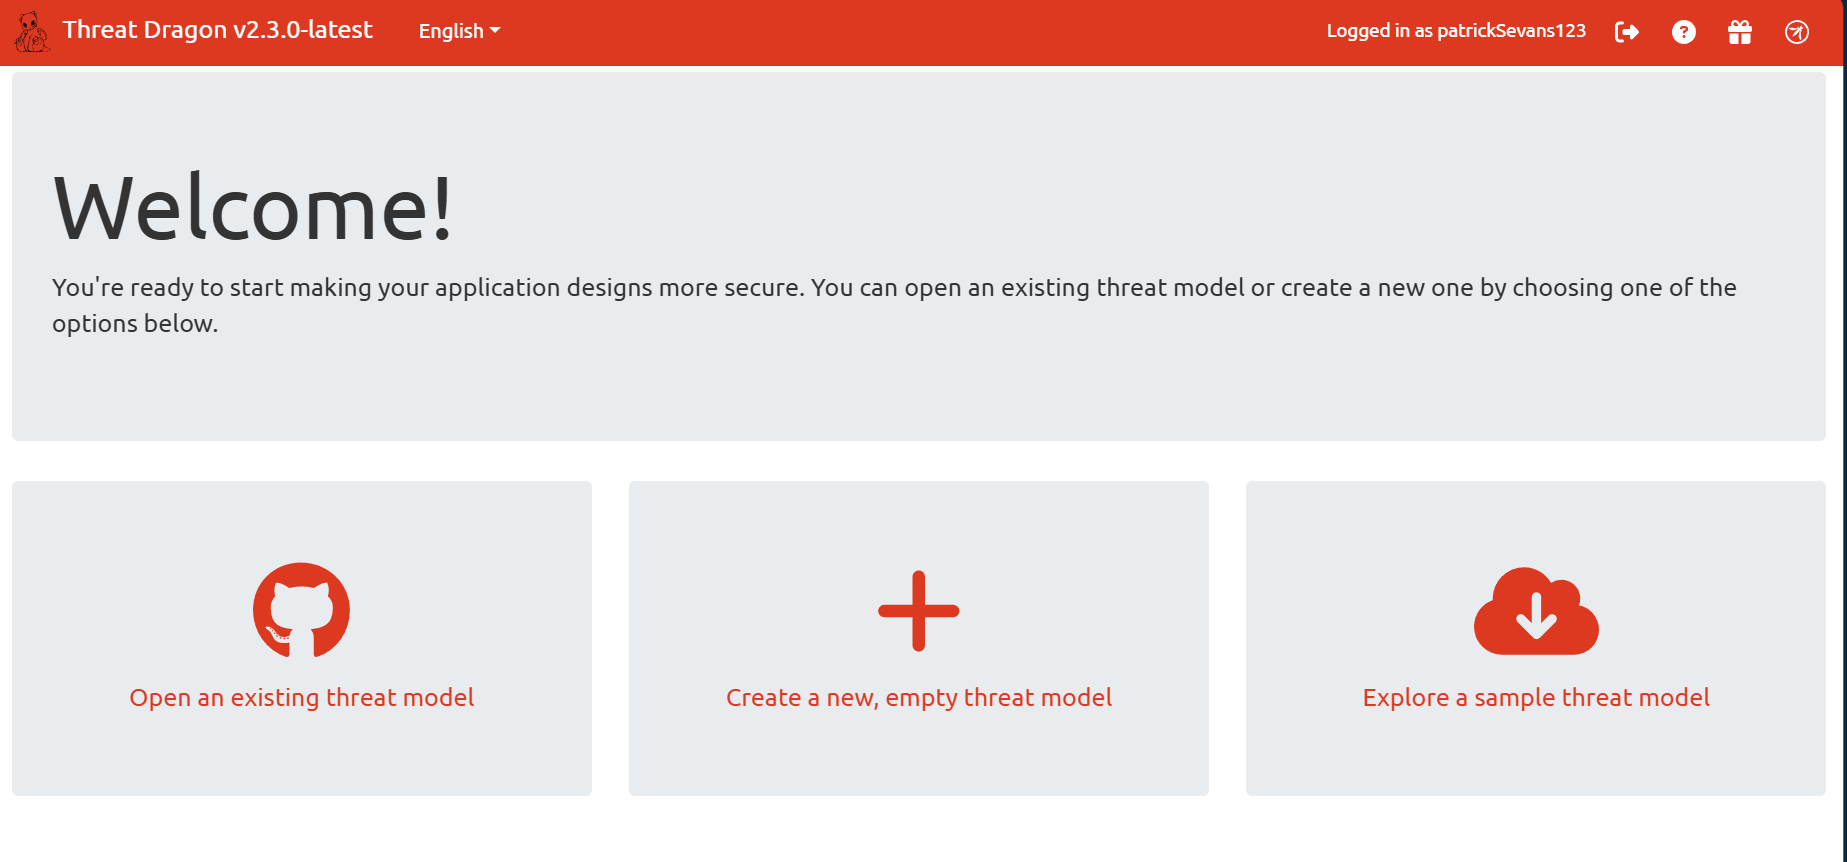 Threat Dragon v2.3.0-latest
English
Logged in as patrickSevans123
Welcome!
You're ready to start making your application designs more secure. You can open an existing threat model or create a new one by choosing one of the
options below.
Open an existing threat model
Create a new, empty threat model
Explore a sample threat model